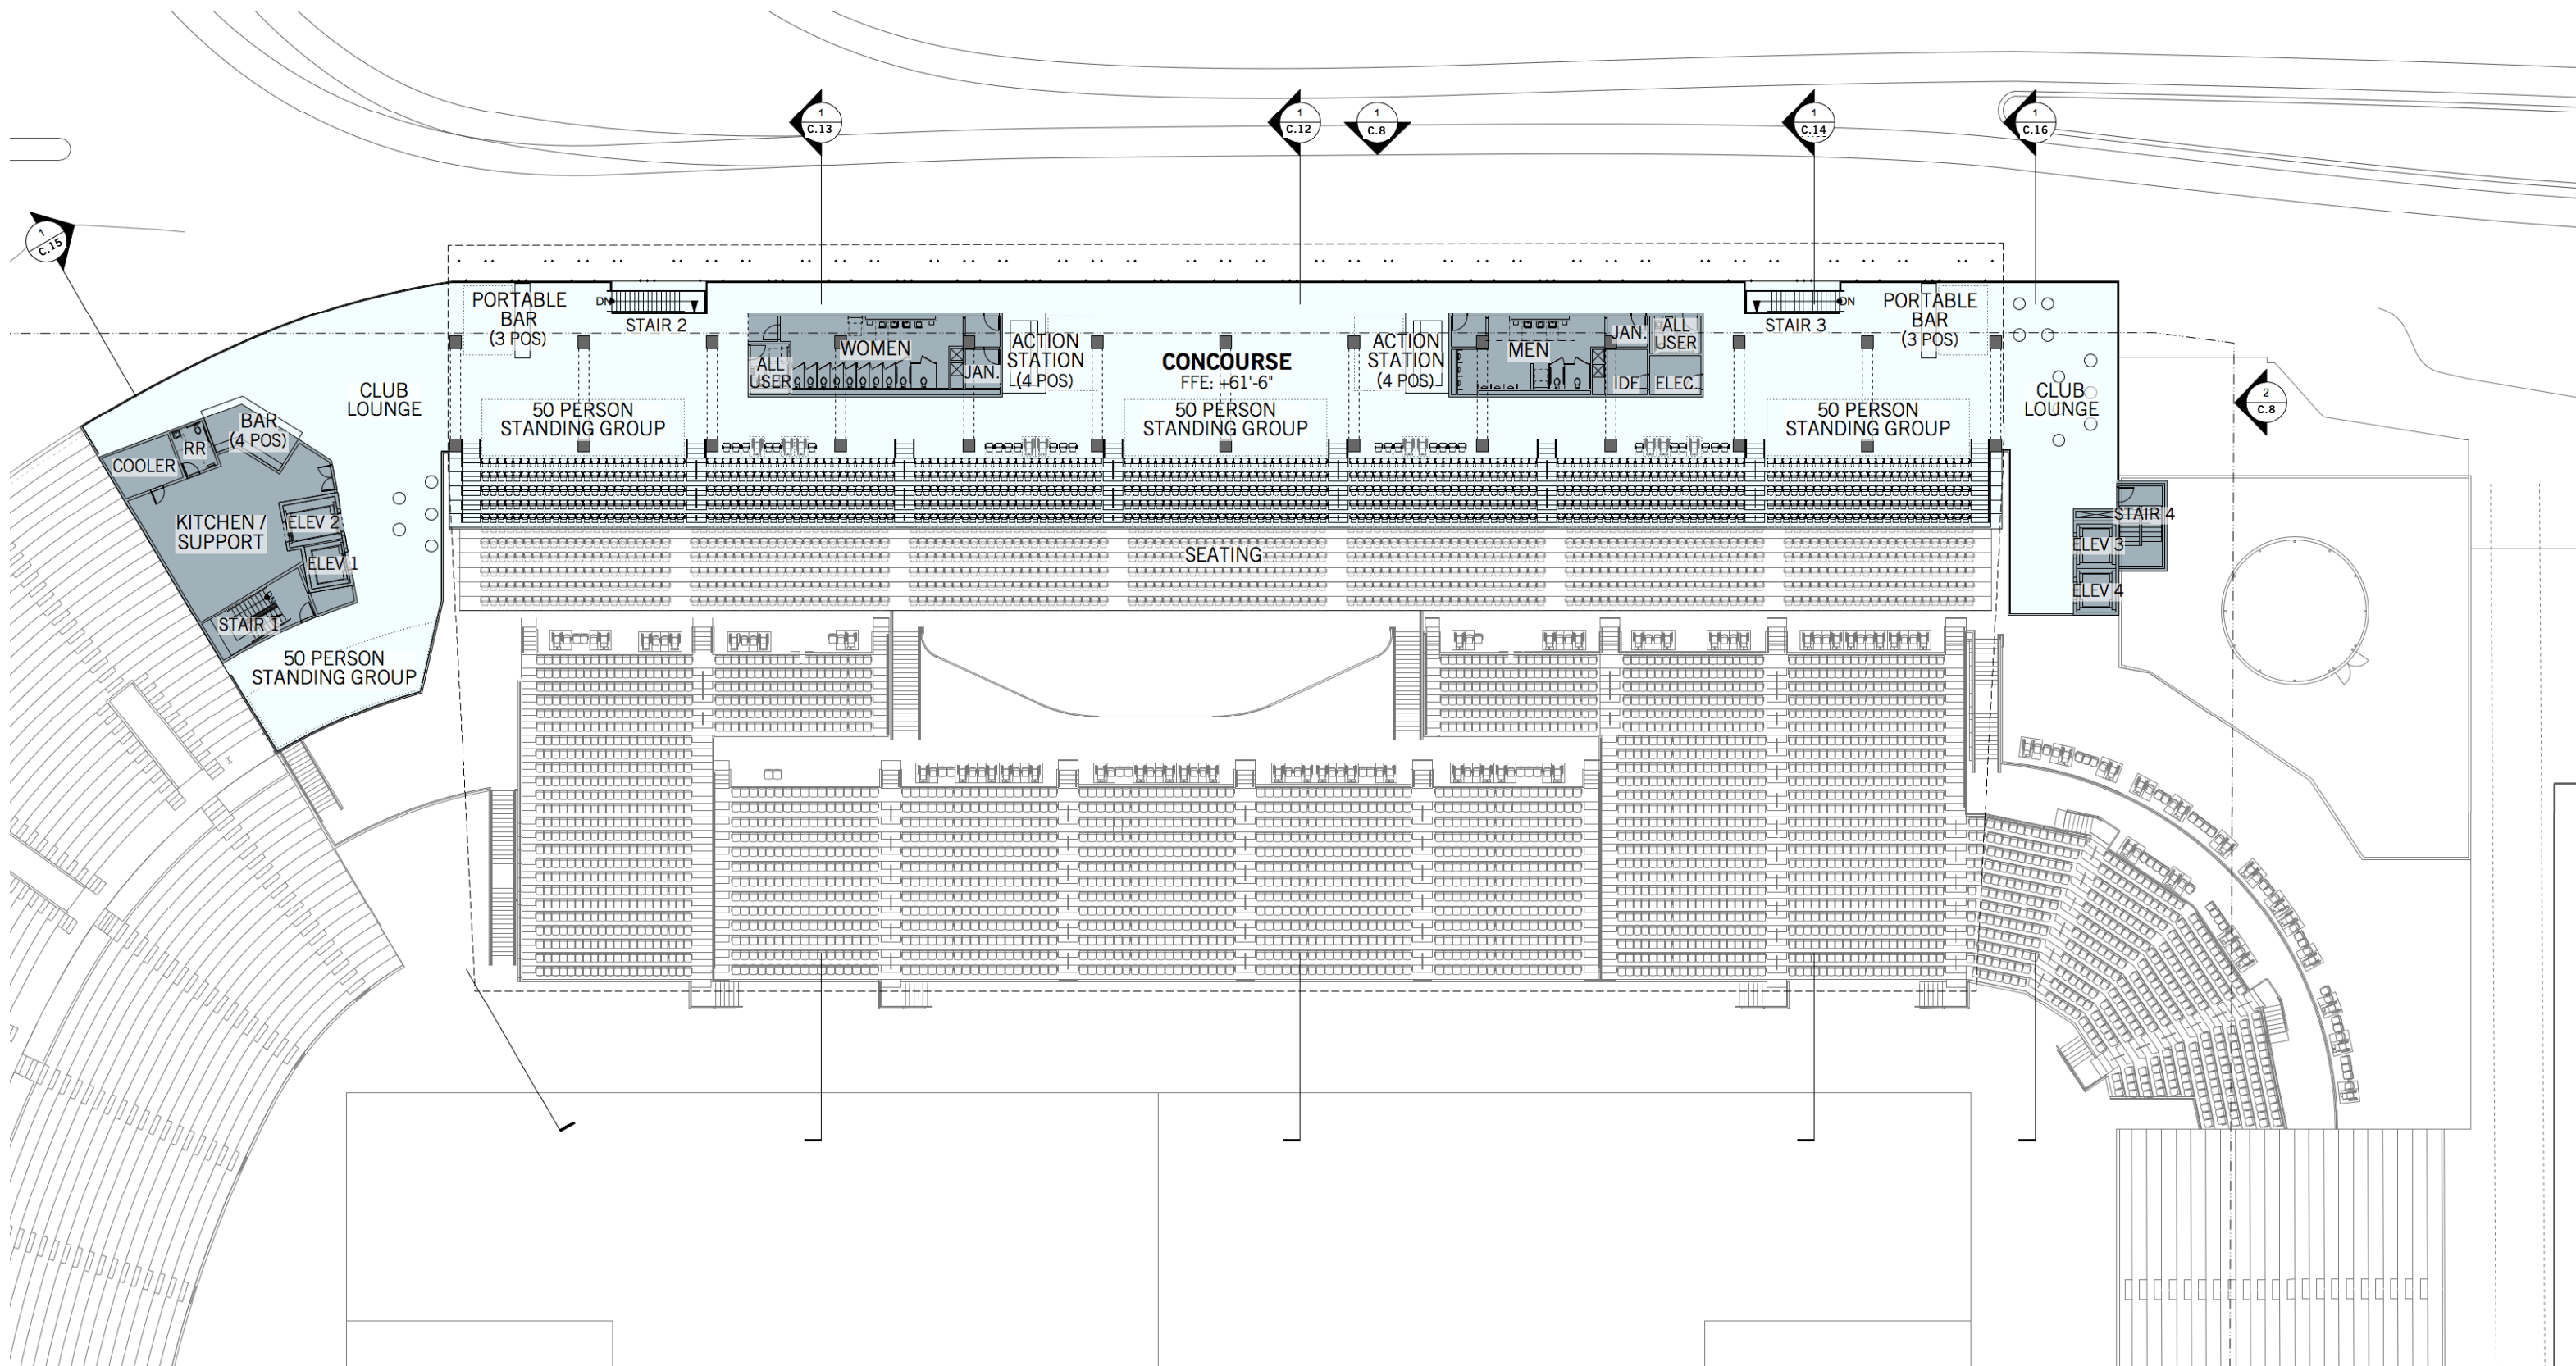 1
C.13
1
C.12
1
C.8
1
C.14
1
C.16
1
C.15
PORTABLE
BAR
(3 POS)
DN
STAIR 2
WOMEN
ALL
USER
JAN.
ACTION
STATION
(4 POS)
CONCOURSE
FFE: +61'-6"
ACTION
STATION
(4 POS)
MEN
JAN.
ALL
USER
IDF
ELEC.
STAIR 3
DN
PORTABLE
BAR
(3 POS)
CLUB
LOUNGE
CLUB
LOUNGE
2
C.8
50 PERSON
STANDING GROUP
50 PERSON
STANDING GROUP
50 PERSON
STANDING GROUP
BAR
(4 POS)
RR
COOLER
KITCHEN /
SUPPORT
ELEV 2
ELEV 1
STAIR 1
DN
50 PERSON
STANDING GROUP
SEATING
STAIR 4
ELEV 3
ELEV 4